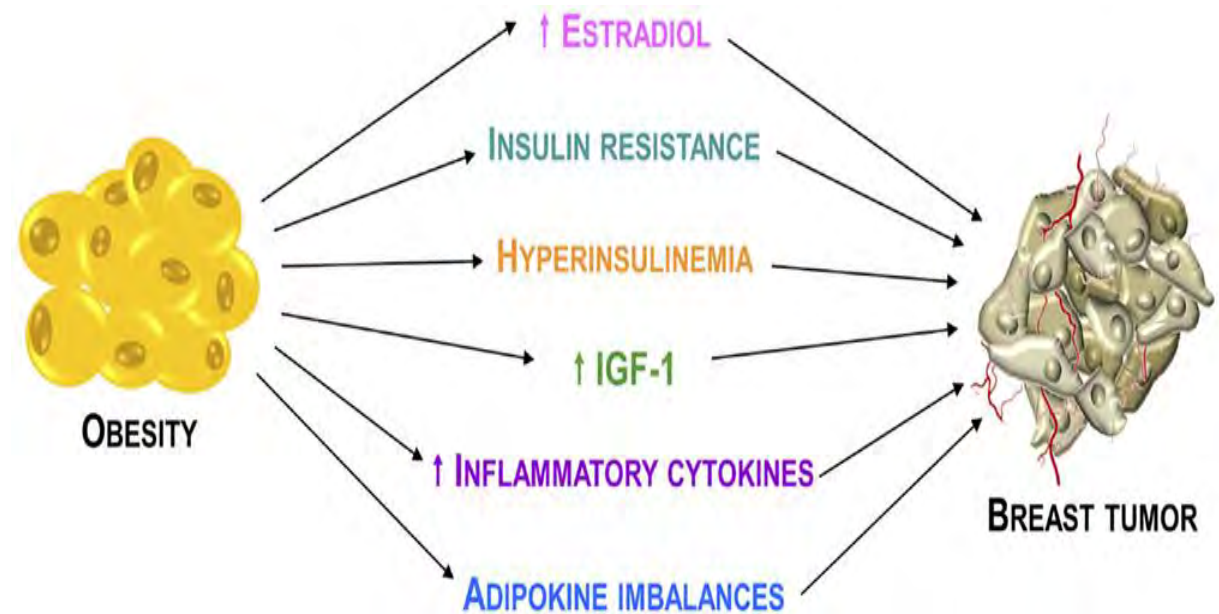 ↑ ESTRADIOL
INSULIN RESISTANCE
HYPERINSULINEMIA
↑ IGF-1
OBESITY
↑ INFLAMMATORY CYTOKINES
BREAST TUMOR
ADIPOKINE IMBALANCES